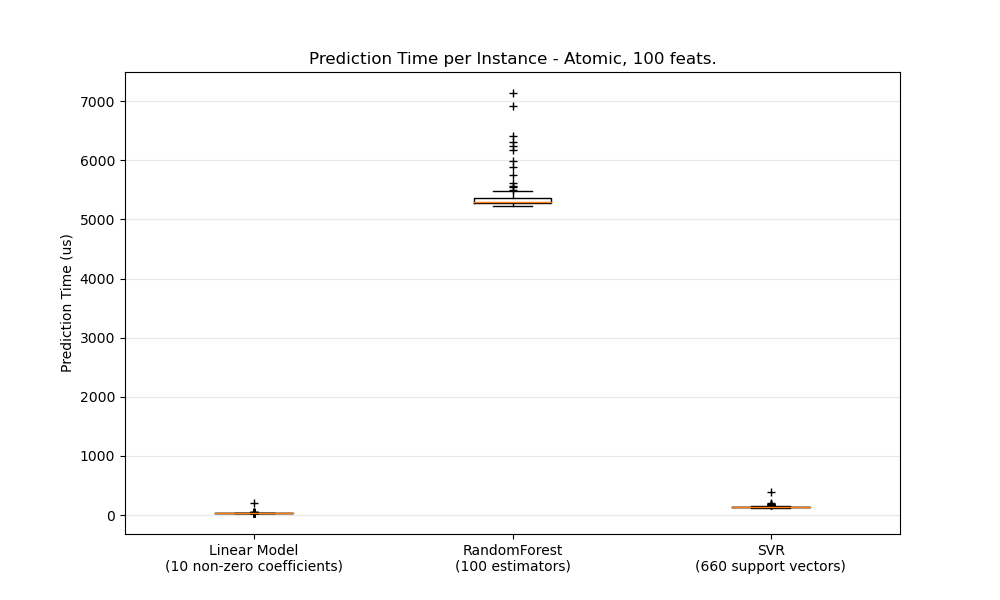 Prediction Time per Instance - Atomic, 100 feats.
Prediction Time (us)
7000
6000
5000
4000
3000
2000
1000
0
Linear Model
(10 non-zero coefficients)
RandomForest
(100 estimators)
SVR
(660 support vectors)